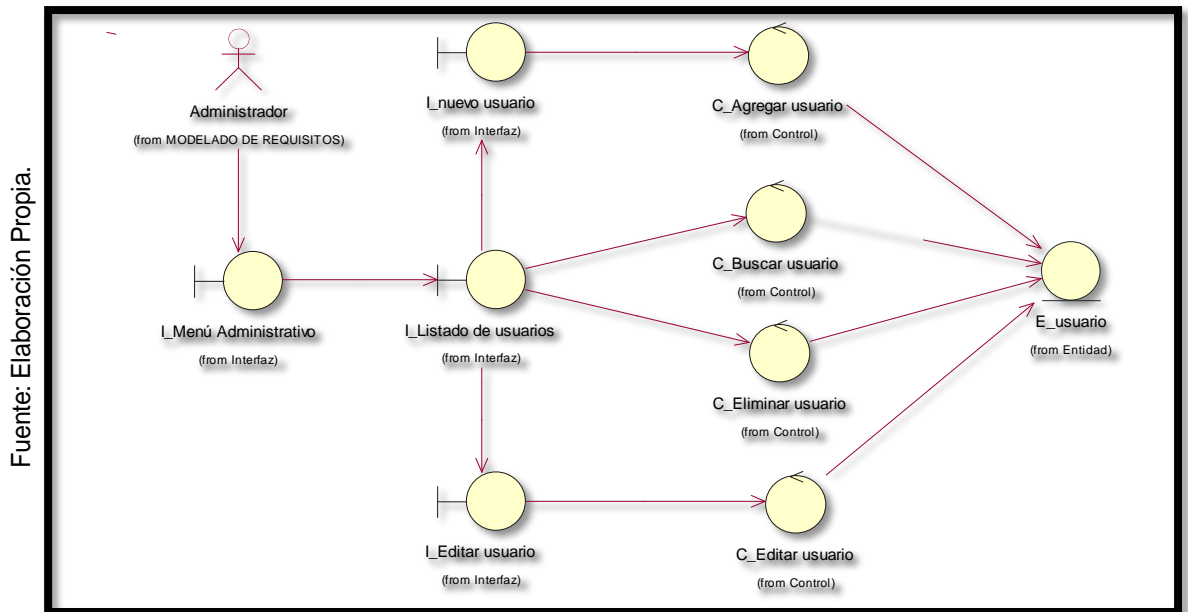 Fuente: Elaboración Propia.
Administrador
(from MODELADO DE REQUISITOS)
I_nuevo usuario
(from Interfaz)
C_Agregar usuario
(from Control)
C_Buscar usuario
(from Control)
I_Menú Administrativo
(from Interfaz)
I_Listado de usuarios
(from Interfaz)
E_usuario
(from Entidad)
C_Eliminar usuario
(from Control)
I_Editar usuario
(from Interfaz)
C_Editar usuario
(from Control)